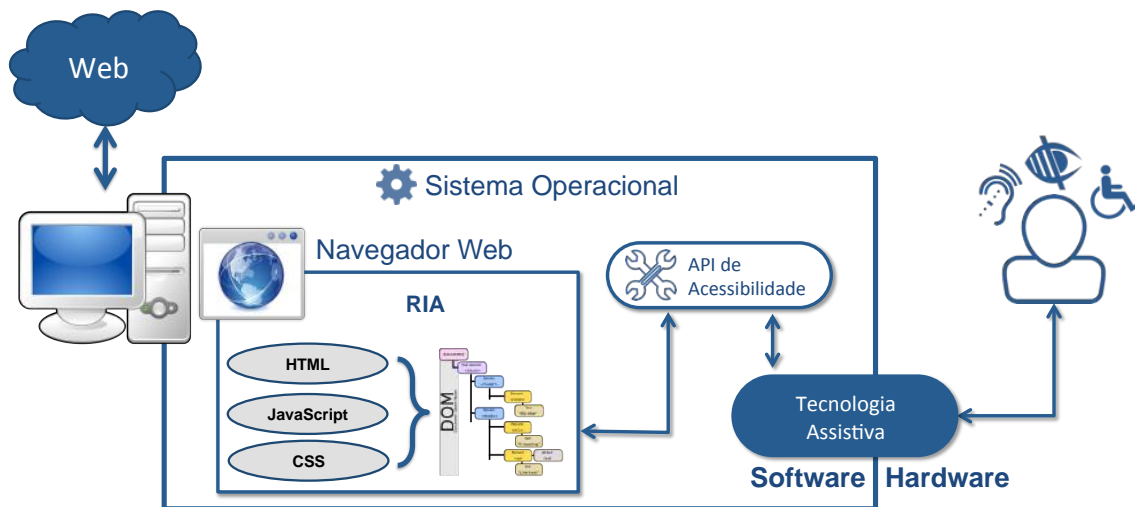 Web
Sistema Operacional
Navegador Web
RIA
API de
Acessibilidade
HTML
JavaScript
CSS
DOM
Tecnologia
Assistiva
Software
Hardware